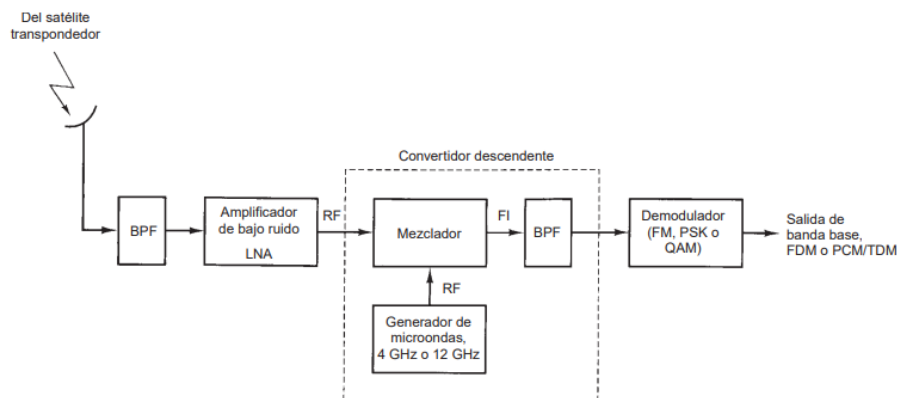 Del satélite
transpondedor
Convertidor descendente
BPF
Amplificador
de bajo ruido
LNA
RF
Mezclador
FI
BPF
Demodulador
(FM, PSK o
QAM)
Salida de
banda base,
FDM o PCM/TDM
RF
Generador de
microondas,
4 GHz o 12 GHz